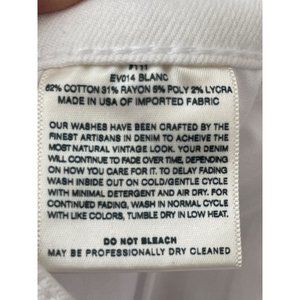 EV014 BLANC
62% COTTON 31% RAYON 5% POLY 2% LYCRA
MADE IN USA OF IMPORTED FABRIC
OUR WASHES HAVE BEEN CRAFTED BY THE
FINEST ARTISANS IN DENIM TO ACHIEVE THE
MOST NATURAL VINTAGE LOOK. YOUR DENIM
WILL CONTINUE TO FADE OVER TIME, DEPENDING
ON HOW YOU CARE FOR IT. TO DELAY FADING
WASH INSIDE OUT ON COLD/GENTLE CYCLE
WITH MINIMAL DETERGENT AND AIR DRY. FOR
CONTINUED FADING, WASH IN NORMAL CYCLE
WITH LIKE COLORS, TUMBLE DRY IN LOW HEAT.
DO NOT BLEACH
MAY BE PROFESSIONALLY DRY CLEANED